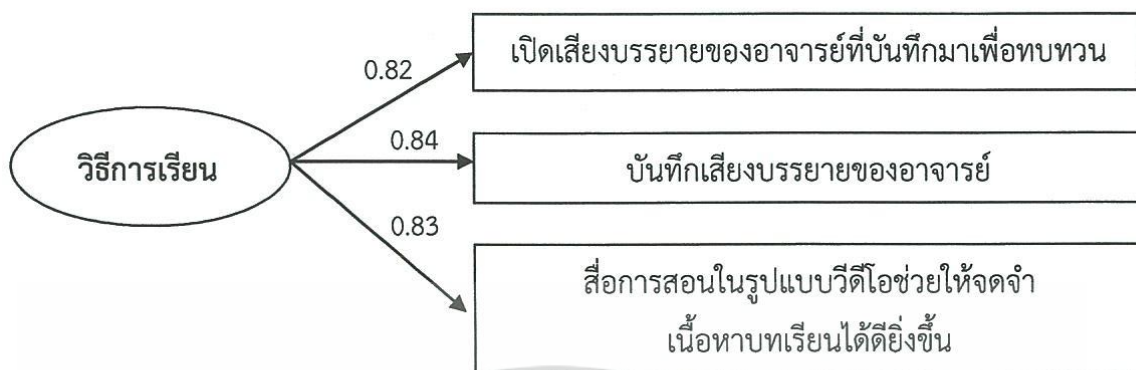 เปิดเสียงบรรยายของอาจารย์ที่บันทึกมาเพื่อทบทวน
0.82
0.84
วิธีการเรียน
บันทึกเสียงบรรยายของอาจารย์
0.83
สื่อการสอนในรูปแบบวีดีโอช่วยให้จดจำ
เนื้อหาบทเรียนได้ดียิ่งขึ้น